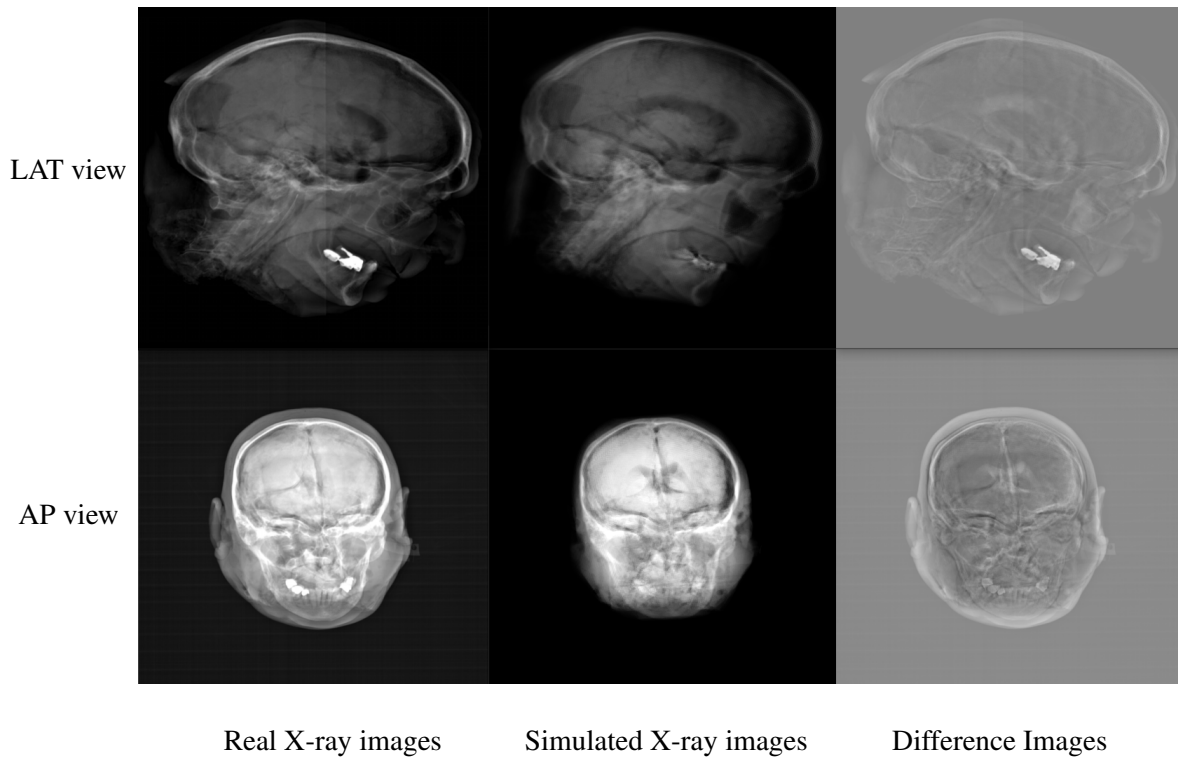 LAT view
AP view
Real X-ray images
Simulated X-ray images
Difference Images